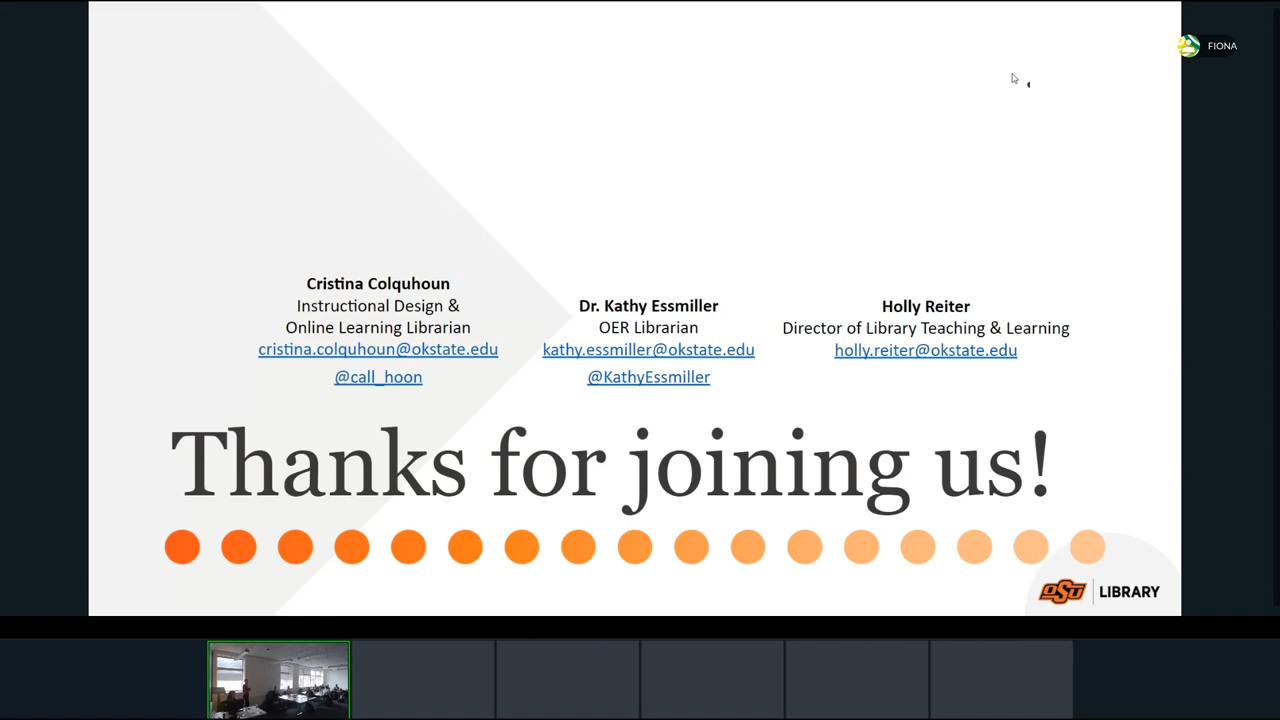 FIONA
Cristina Colquhoun
Instructional Design &
Online Learning Librarian
cristina.colquhoun@okstate.edu
@call_hoon
Dr. Kathy Essmiller
OER Librarian
kathy.essmiller@okstate.edu
@KathyEssmiller
Holly Reiter
Director of Library Teaching & Learning
holly.reiter@okstate.edu
Thanks for joining us!
OSU | LIBRARY